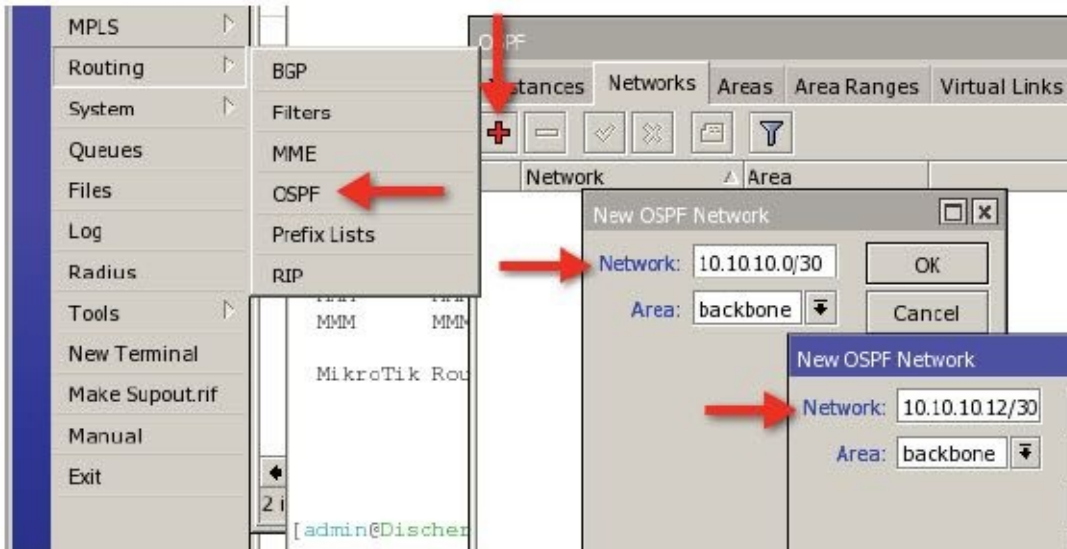 MPLS
Routing
System
Queues
Files
Log
Radius
Tools
New Terminal
Make Supout.rif
Manual
Exit
BGP
Filters
MME
OSPF
Prefix Lists
RIP
MMM MMM
MikroTik Rou
2 i
[admin@Discher
Networks Areas Area Ranges Virtual Links
Network Area
New OSPF Network
Network: 10.10.10.0/30 OK
Area: backbone Cancel
New OSPF Network
Network: 10.10.10.12/30
Area: backbone